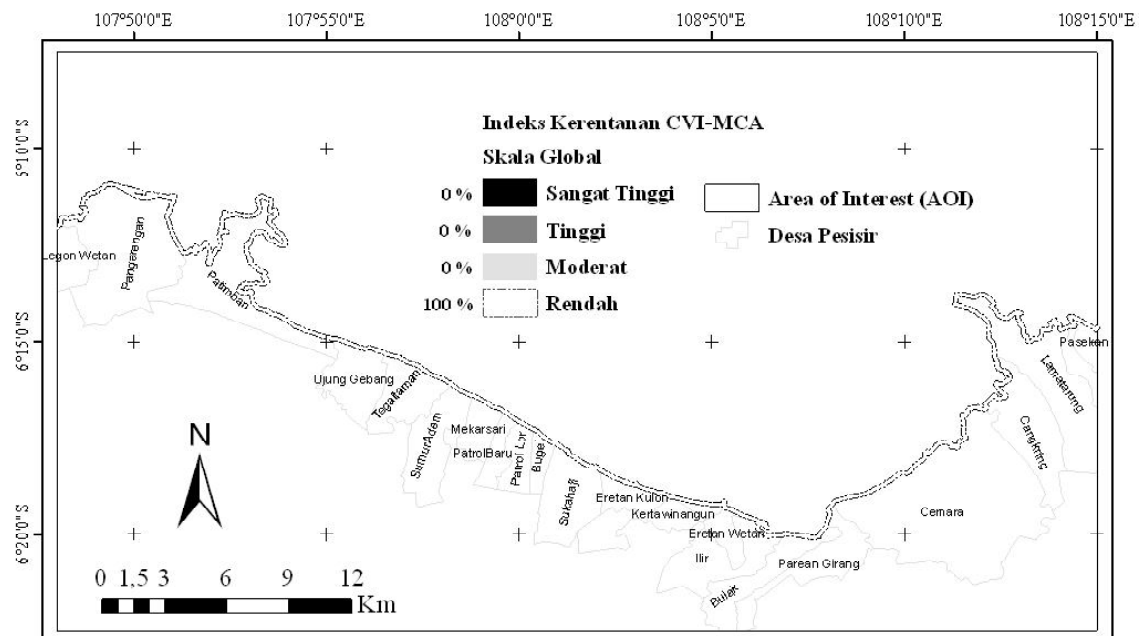 107°50'0"E 107°55'0"E 108°0'0"E 108°5'0"E 108°10'0"E 108°15'0"E
6°10'0"S
6°15'0"S
6°20'0"S
Indeks Kerentanan CVI-MCA
Skala Global
0 % Sangat Tinggi
0 % Tinggi
0 % Moderat
100 % Rendah
Area of Interest (AOI)
Desa Pesisir
Legon Wetan
Pangarengan
Patimban
Ujung Gebang
Tegaltaman
SumurAdem
Mekarsari
PatrolBaru
Patrol Lor
Bugel
Sukahaji
Eretan Kulon
Kertawinangun
Eretan Wetan
Ilir
Bulak
Parean Girang
Cemara
Cangkring
Lamatarung
Pasekan
N
0 1,5 3 6 9 12
Km